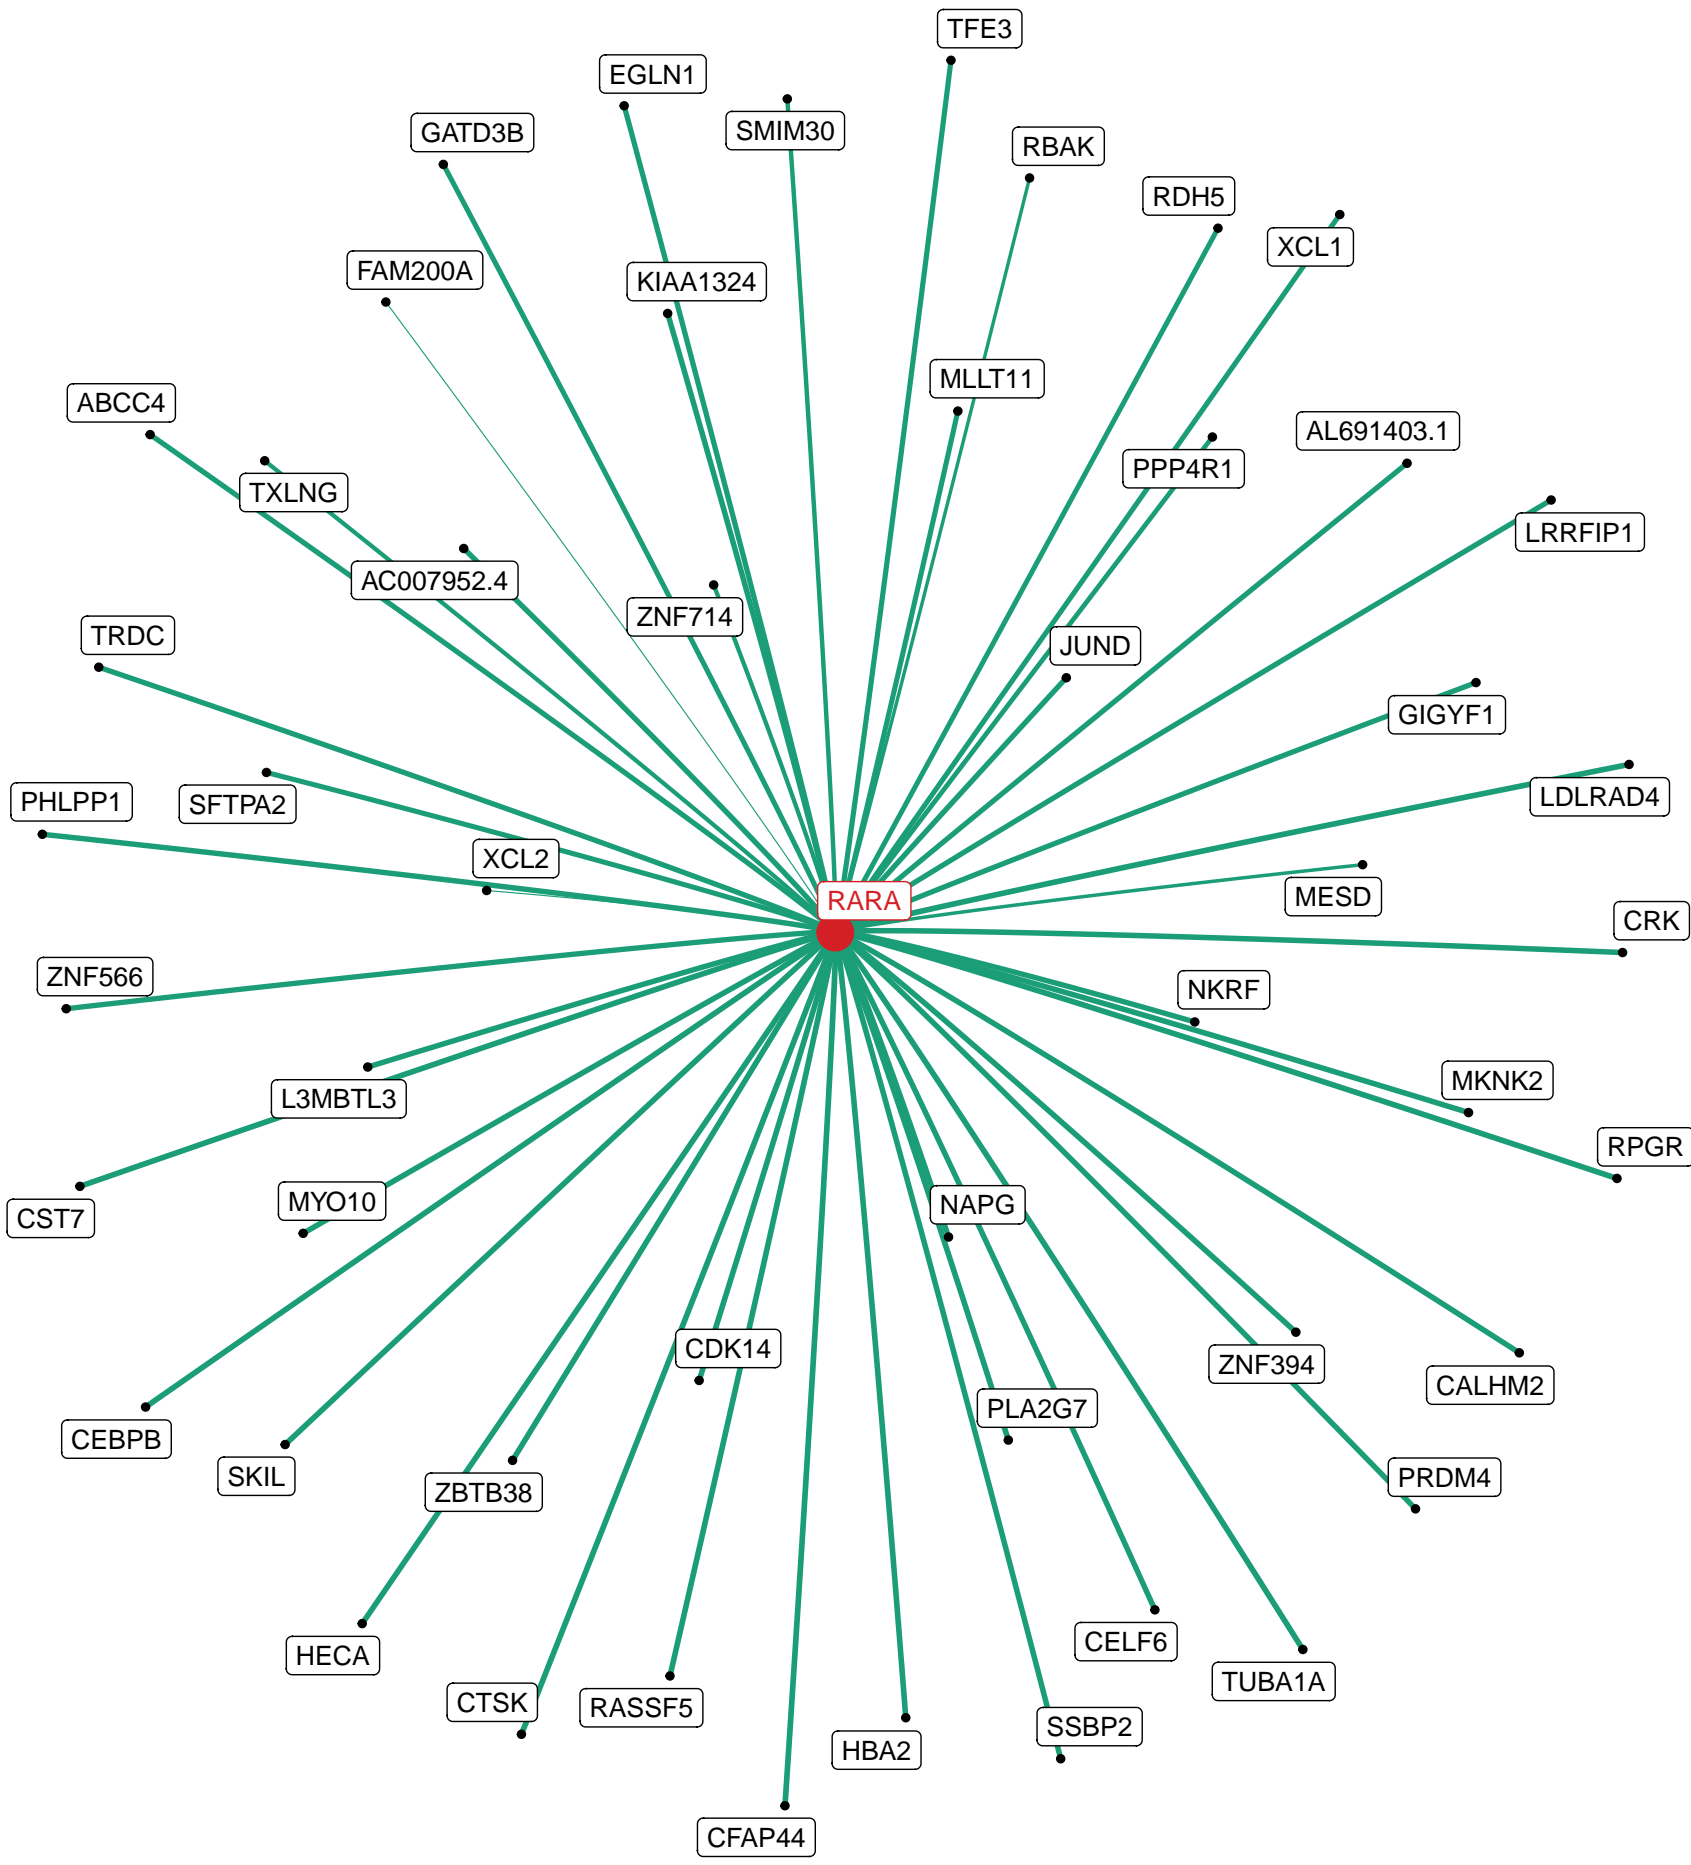 TFE3
EGLN1
SMIM30
GATD3B
RBAK
RDH5
XCL1
FAM200A
KIAA1324
MLLT11
ABCC4
AL691403.1
PPP4R1
TXLNG
LRRFIP1
AC007952.4
ZNF714
TRDC
JUND
GIGYF1
LDLRAD4
PHLPP1
SFTPA2
XCL2
MESD
RARA
CRK
ZNF566
NKRF
MKNK2
L3MBTL3
RPGR
MYO10
NAPG
CST7
CDK14
ZNF394
CALHM2
PLA2G7
CEBPB
SKIL
PRDM4
ZBTB38
CELF6
HECA
TUBA1A
CTSK
RASSF5
SSBP2
HBA2
CFAP44